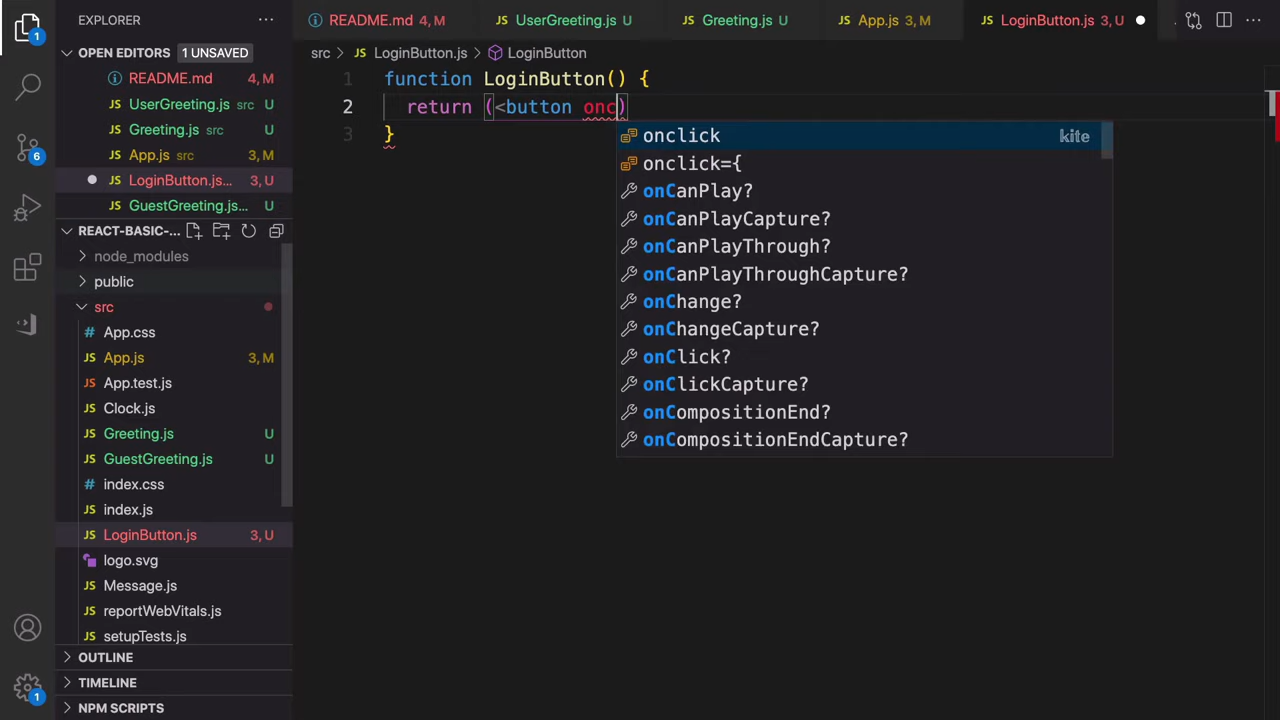 EXPLORER
README.md 4, M
UserGreeting.js U
Greeting.js U
App.js 3, M
LoginButton.js 3, U
OPEN EDITORS 1 UNSAVED
README.md 4, M
UserGreeting.js src U
Greeting.js src U
App.js src 3, M
LoginButton.js... 3, U
GuestGreeting.js... U
REACT-BASIC-...
node_modules
public
src
App.css
App.js 3, M
App.test.js
Clock.js
Greeting.js U
GuestGreeting.js U
index.css
index.js
LoginButton.js 3, U
logo.svg
Message.js
reportWebVitals.js
setupTests.js
OUTLINE
TIMELINE
NPM SCRIPTS
1
6
1
src > LoginButton.js > LoginButton
1 function LoginButton() {
2 return (<button onc)
3 }
onclick kite
onclick={
onCanPlay?
onCanPlayCapture?
onCanPlayThrough?
onCanPlayThroughCapture?
onChange?
onChangeCapture?
onClick?
onClickCapture?
onCompositionEnd?
onCompositionEndCapture?